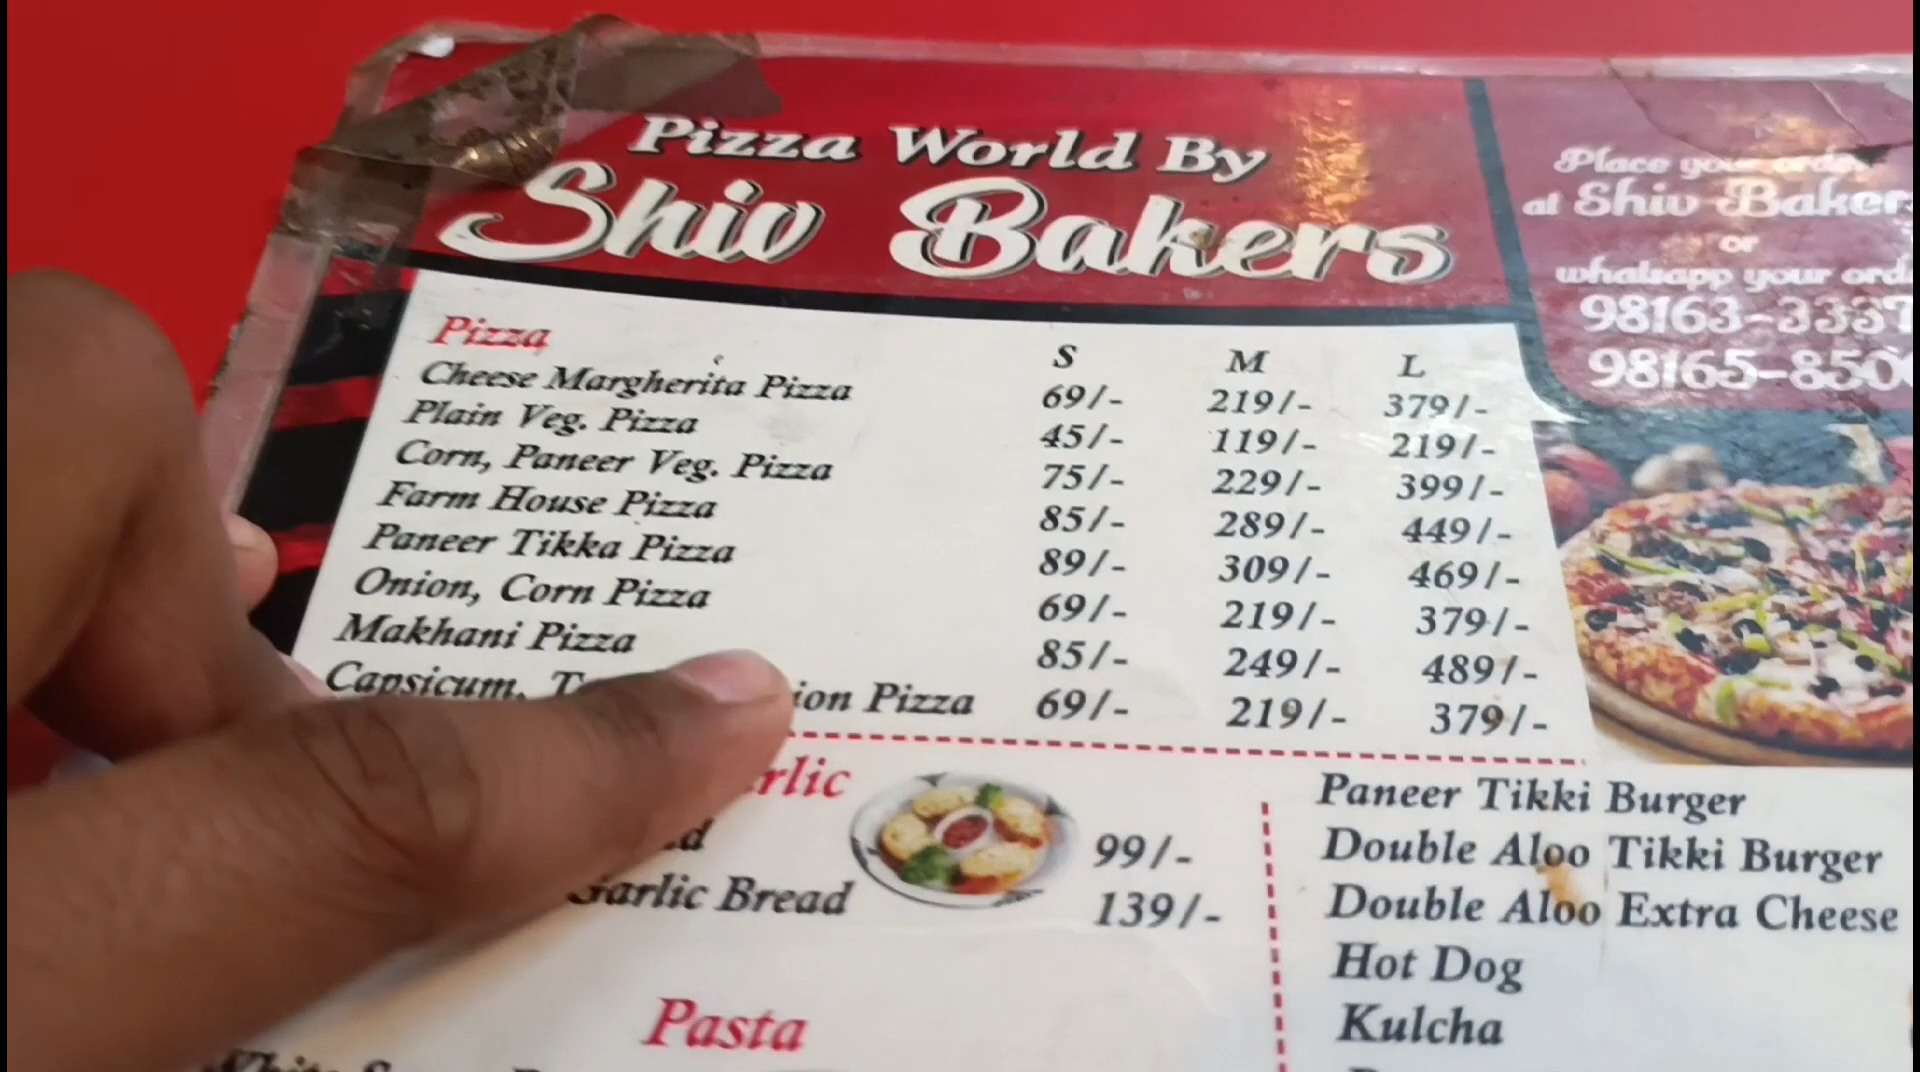 Pizza World By
Shiv Bakers
Place your order
at Shiv Baker
or
whatsapp your ord
98163-3337
98165-850
Pizza S M L
Cheese Margherita Pizza 69/- 219/- 379/-
Plain Veg. Pizza 45/- 119/- 219/-
Corn, Paneer Veg. Pizza 75/- 229/- 399/-
Farm House Pizza 85/- 289/- 449/-
Paneer Tikka Pizza 89/- 309/- 469/-
Onion, Corn Pizza 69/- 219/- 379/-
Makhani Pizza 85/- 249/- 489/-
Capsicum, ion Pizza 69/- 219/- 379/-
rlic
99/-
Garlic Bread 139/-
Pasta
Paneer Tikki Burger
Double Aloo Tikki Burger
Double Aloo Extra Cheese
Hot Dog
Kulcha